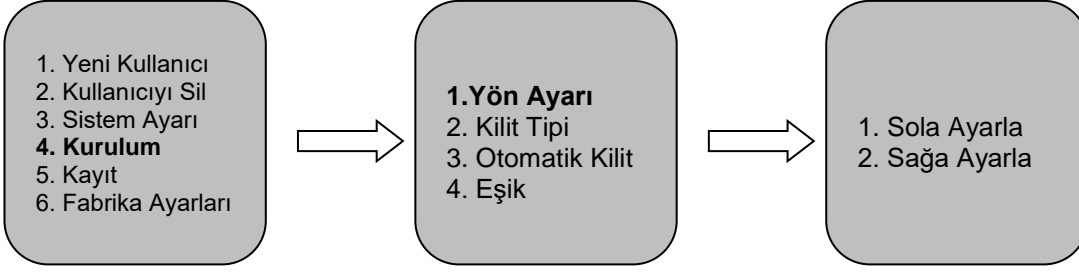 1. Yeni Kullanıcı
2. Kullanıcıyı Sil
3. Sistem Ayarı
4. Kurulum
5. Kayıt
6. Fabrika Ayarları
1.Yön Ayarı
2. Kilit Tipi
3. Otomatik Kilit
4. Eşik
1. Sola Ayarla
2. Sağa Ayarla